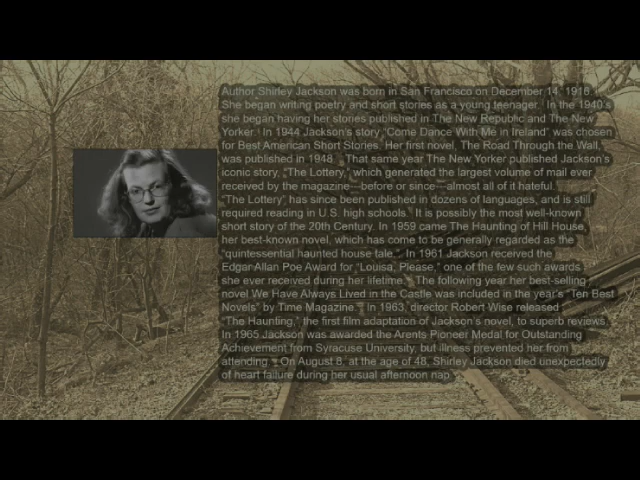 Author Shirley Jackson was born in San Francisco on December 14, 1916.
She began writing poetry and short stories as a young teenager. In the 1940's
she began having her stories published in The New Republic and The New
Yorker. In 1944 Jackson's story "Come Dance With Me in Ireland" was chosen
for Best American Short Stories. Her first novel, The Road Through the Wall,
was published in 1948. That same year The New Yorker published Jackson's
iconic story, "The Lottery," which generated the largest volume of mail ever
received by the magazine—before or since—almost all of it hateful.
"The Lottery" has since been published in dozens of languages, and is still
required reading in U.S. high schools. It is possibly the most well-known
short story of the 20th Century. In 1959 came The Haunting of Hill House,
her best-known novel, which has come to be generally regarded as the
"quintessential haunted house tale." In 1961 Jackson received the
Edgar Allan Poe Award for "Louisa, Please," one of the few such awards
she ever received during her lifetime. The following year her best-selling
novel We Have Always Lived in the Castle was included in the year's "Ten Best
Novels" by Time Magazine. In 1963, director Robert Wise released
"The Haunting," the first film adaptation of Jackson's novel, to superb reviews.
In 1965 Jackson was awarded the Arents Pioneer Medal for Outstanding
Achievement from Syracuse University, but illness prevented her from
attending. On August 8, at the age of 48, Shirley Jackson died unexpectedly
of heart failure during her usual afternoon nap.